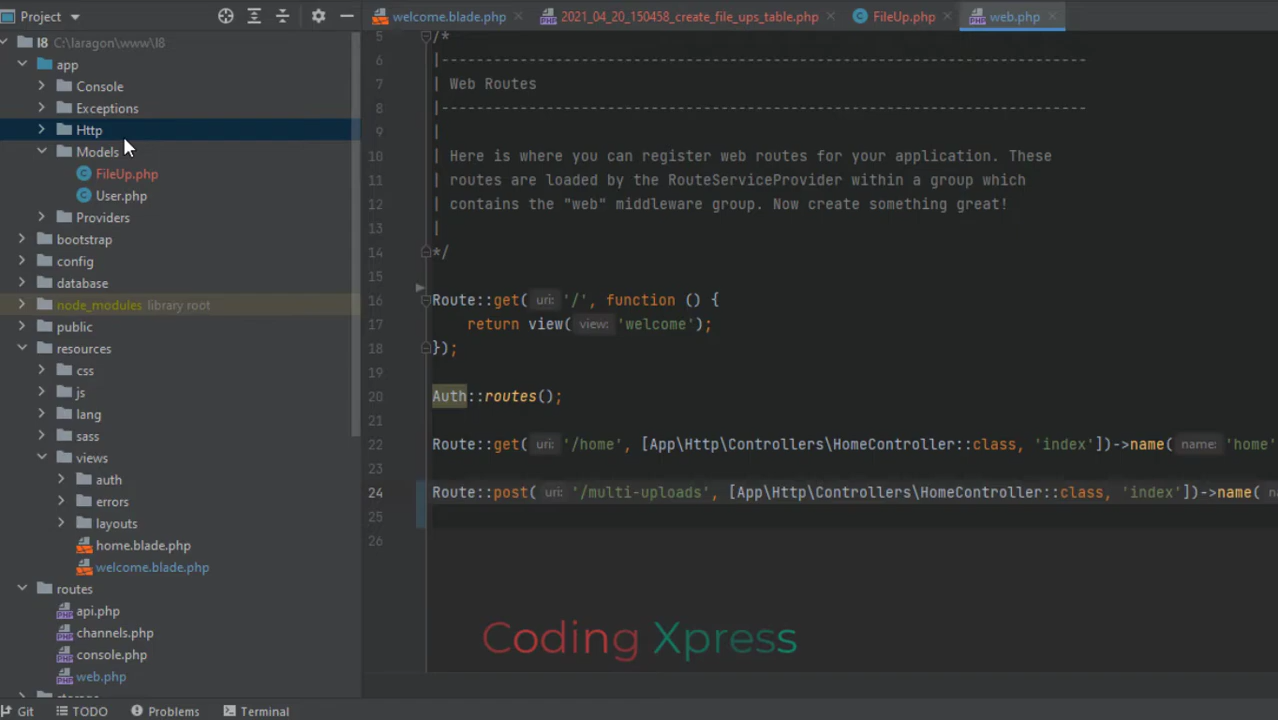 Project
welcome.blade.php
2021_04_20_150458_create_file_ups_table.php
FileUp.php
web.php
l8 C:\laragon\www\l8
app
Console
Exceptions
Http
Models
FileUp.php
User.php
Providers
bootstrap
config
database
node_modules library root
public
resources
css
js
lang
sass
views
auth
errors
layouts
home.blade.php
welcome.blade.php
routes
api.php
channels.php
console.php
web.php
5 /*
6 |--------------------------------------------------------------------------
7 | Web Routes
8 |--------------------------------------------------------------------------
9 |
10 | Here is where you can register web routes for your application. These
11 | routes are loaded by the RouteServiceProvider within a group which
12 | contains the "web" middleware group. Now create something great!
13 |
14 */
15
16 Route::get( uri: '/', function () {
17 return view( view: 'welcome');
18 });
19
20 Auth::routes();
21
22 Route::get( uri: '/home', [App\Http\Controllers\HomeController::class, 'index'])->name( name: 'home'
23
24 Route::post( uri: '/multi-uploads', [App\Http\Controllers\HomeController::class, 'index'])->name(
25
26
Coding Xpress
Git TODO Problems Terminal